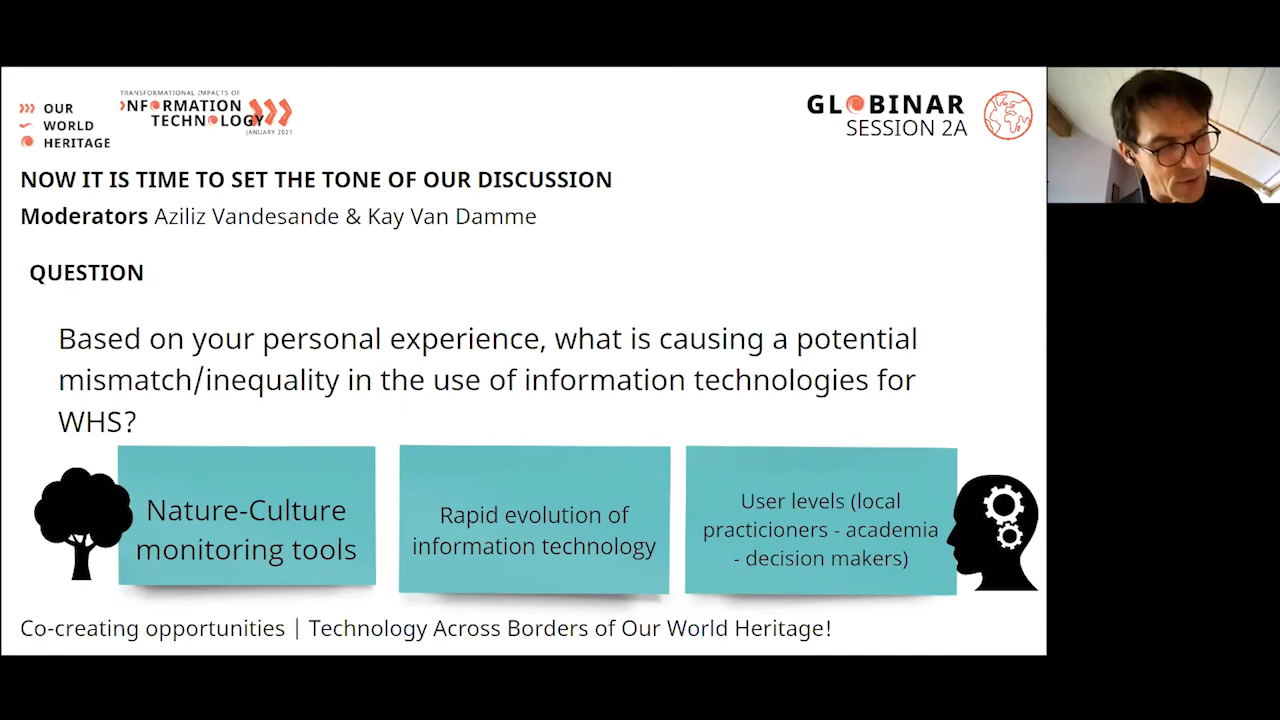 OUR
WORLD
HERITAGE
TRANSFORMATIONAL IMPACTS OF
INFORMATION
TECHNOLOGY
JANUARY 2021
GLOBINAR
SESSION 2A
NOW IT IS TIME TO SET THE TONE OF OUR DISCUSSION
Moderators Aziliz Vandesande & Kay Van Damme
QUESTION
Based on your personal experience, what is causing a potential
mismatch/inequality in the use of information technologies for
WHS?
Nature-Culture
monitoring tools
Rapid evolution of
information technology
User levels (local
practicioners - academia
- decision makers)
Co-creating opportunities | Technology Across Borders of Our World Heritage!